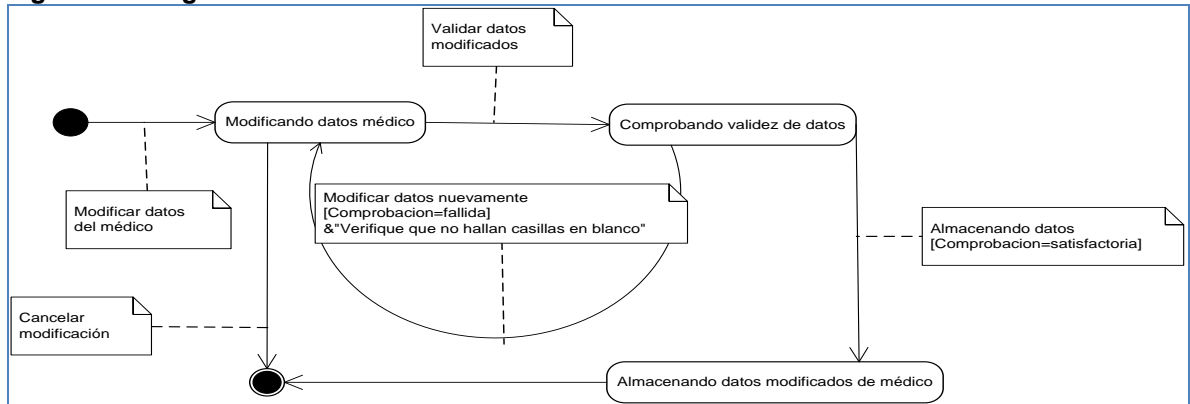 Validar datos
modificados
Modificando datos médico
Comprobando validez de datos
Modificar datos nuevamente
[Comprobacion=fallida]
&"Verifique que no hallan casillas en blanco"
Modificar datos
del médico
Almacenando datos
[Comprobacion=satisfactoria]
Cancelar
modificación
Almacenando datos modificados de médico